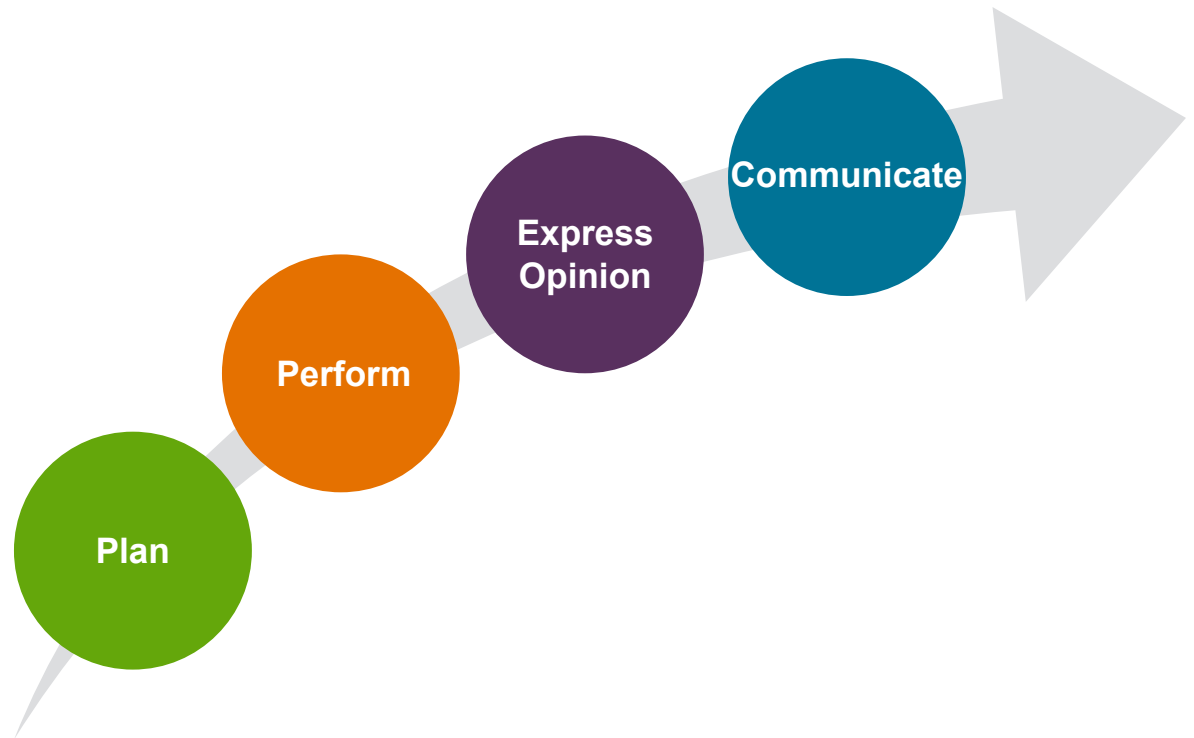 Plan
Perform
Express
Opinion
Communicate